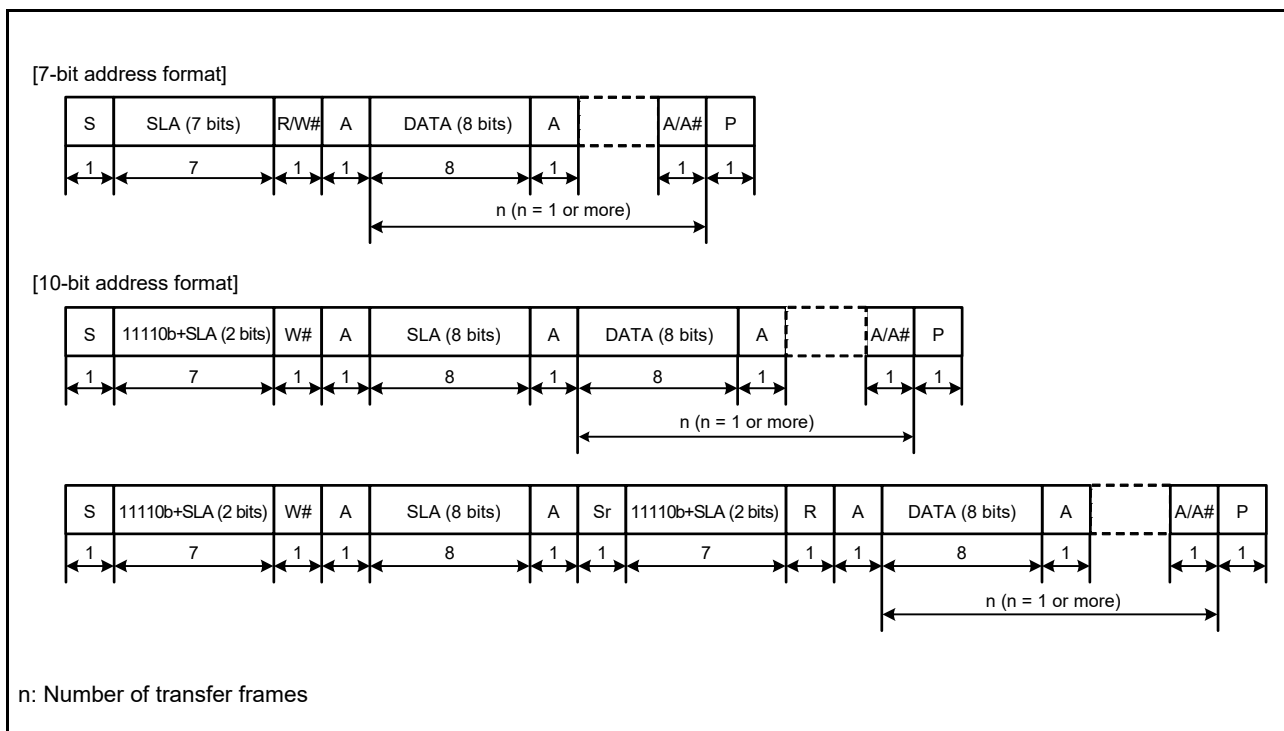 [7-bit address format]
S SLA (7 bits) R/W# A DATA (8 bits) A A/A# P
1 7 1 1 8 1 1 1
n (n = 1 or more)
[10-bit address format]
S 11110b+SLA (2 bits) W# A SLA (8 bits) A DATA (8 bits) A A/A# P
1 7 1 1 8 1 8 1 1 1
n (n = 1 or more)
S 11110b+SLA (2 bits) W# A SLA (8 bits) A Sr 11110b+SLA (2 bits) R A DATA (8 bits) A A/A# P
1 7 1 1 8 1 1 7 1 1 8 1 1 1
n (n = 1 or more)
n: Number of transfer frames